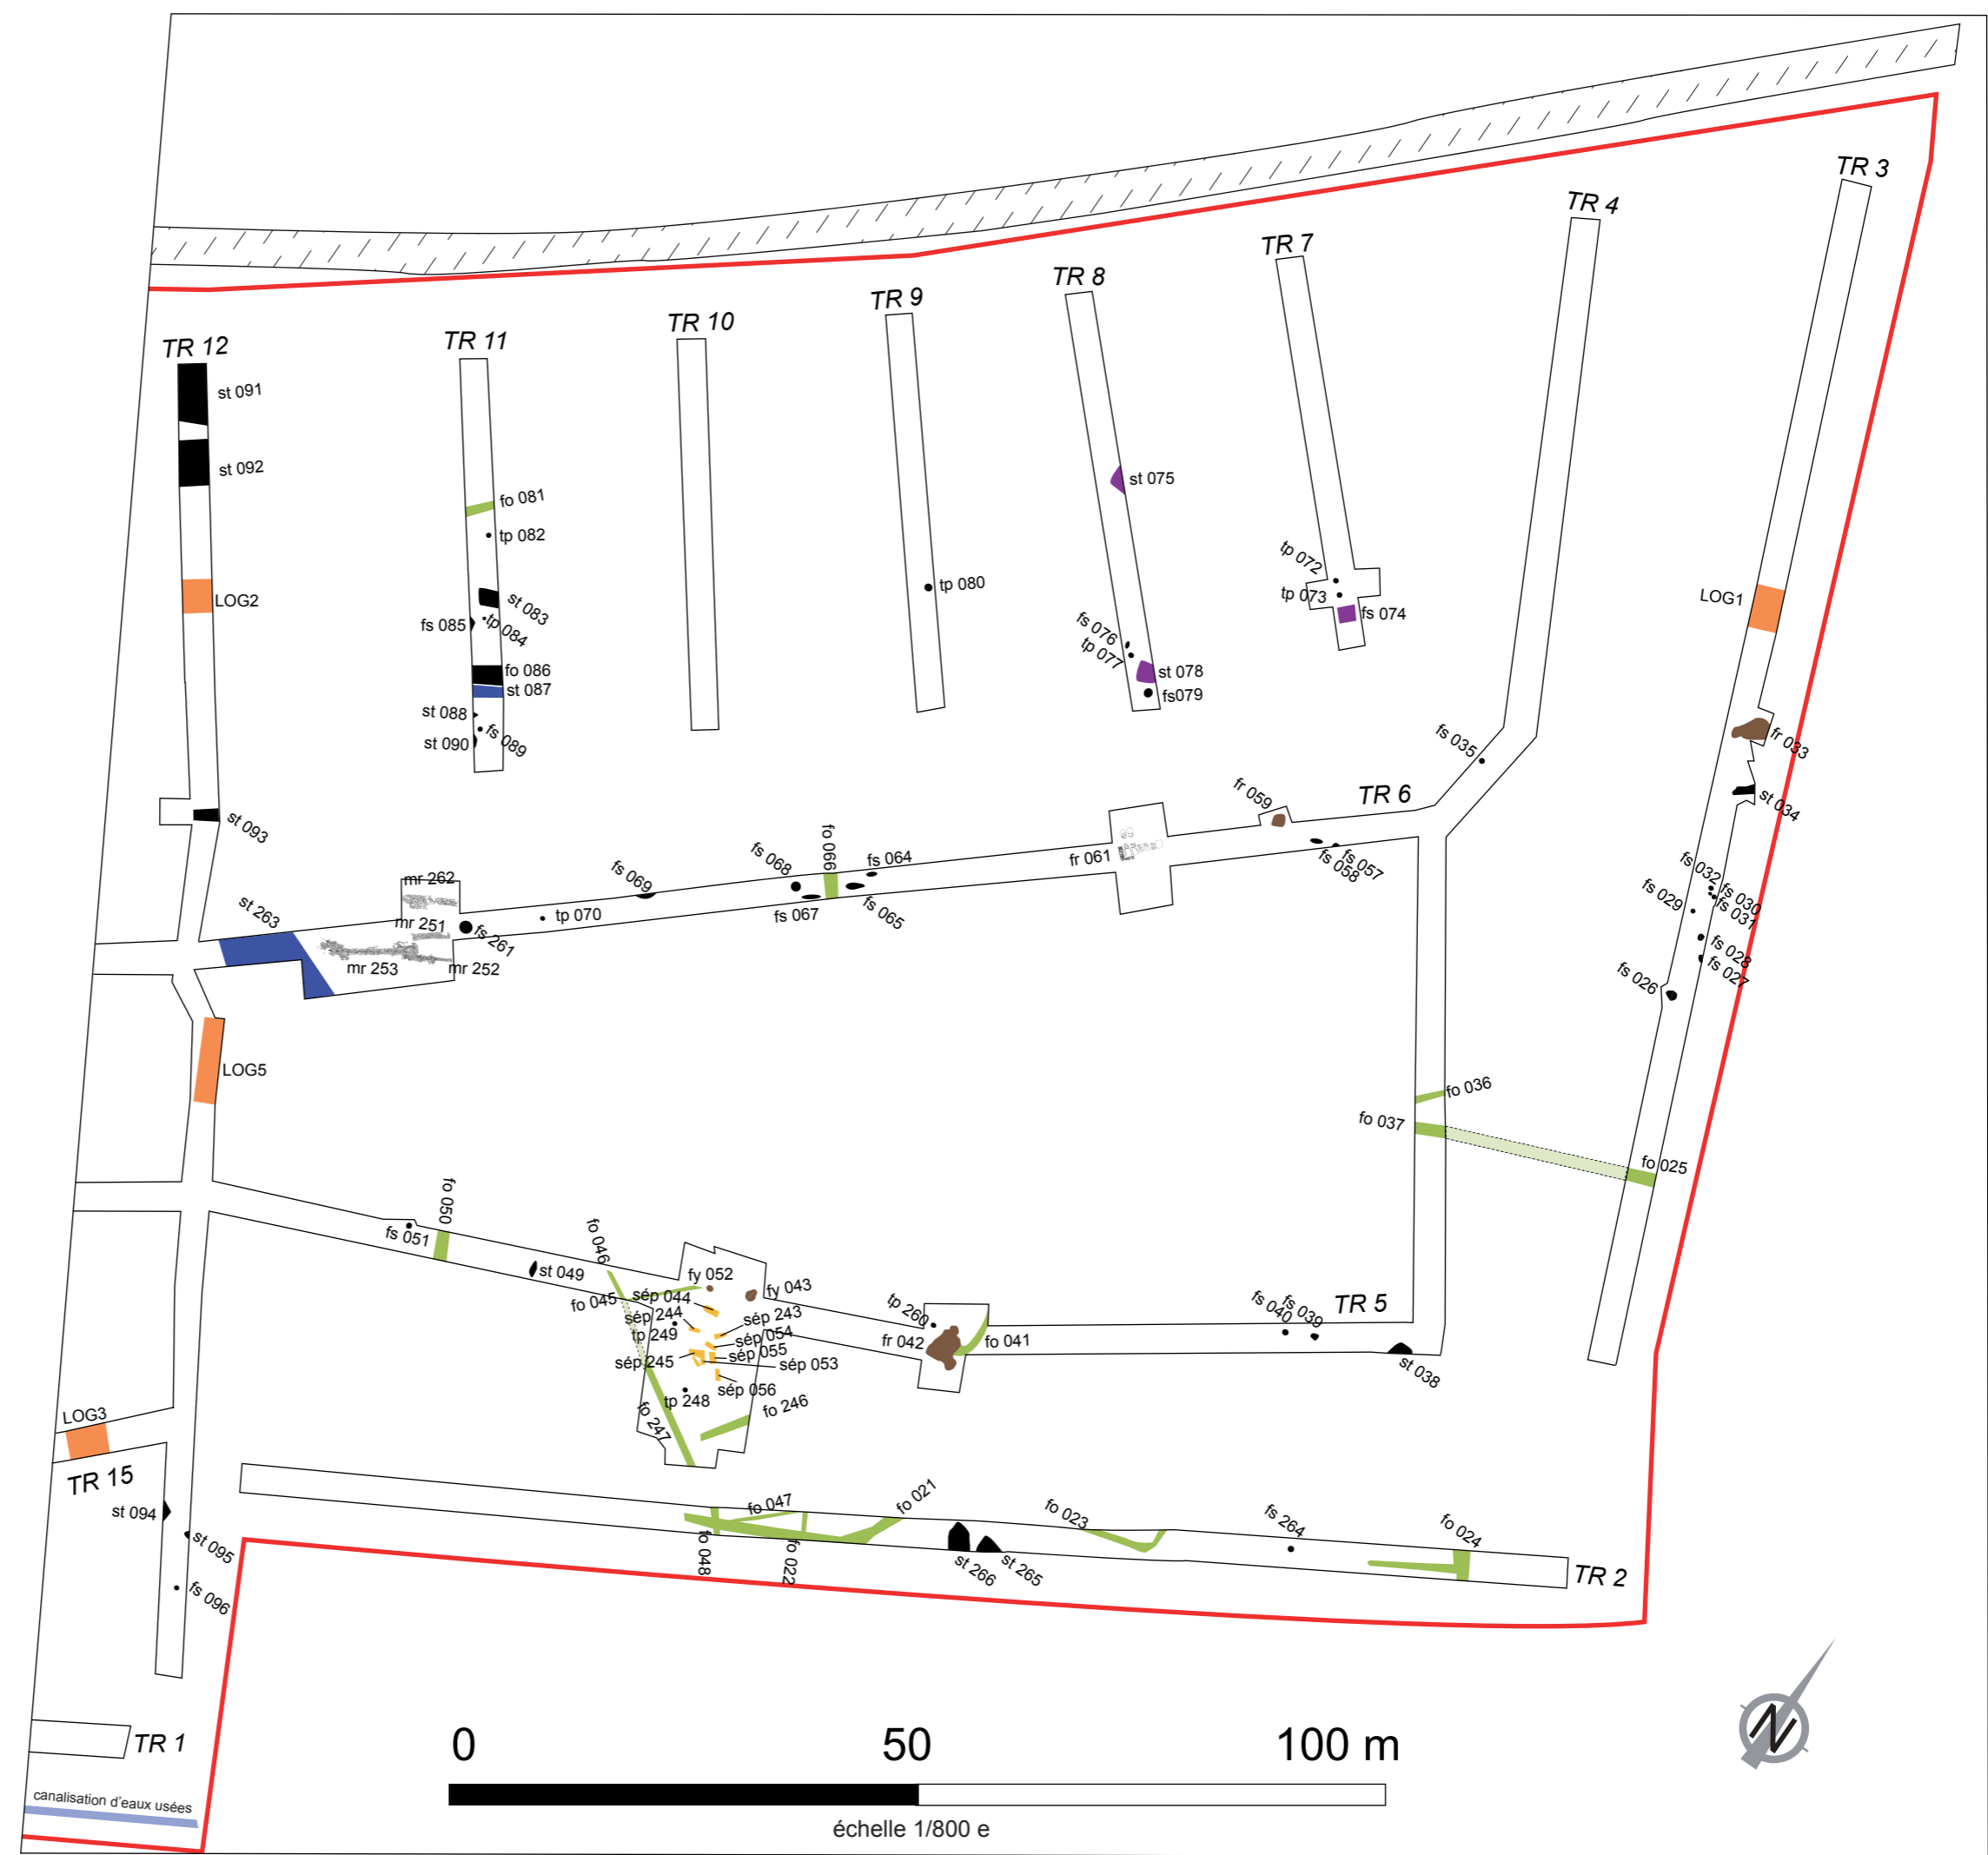 TR 3
TR 4
TR 7
TR 8
TR 9
TR 10
TR 11
TR 12
st 091
st 092
LOG2
st 093
fo 081
tp 082
st 083
tp 084
fs 085
fo 086
st 087
st 088
fs 089
st 090
tp 080
st 075
fs 076
tp 077
st 078
fs079
tp 072
tp 073
fs 074
LOG1
fr 033
st 034
fs 035
TR 6
fr 059
fs 057
fs 058
fr 061
fs 064
fs 065
fo 066
fs 067
fs 068
fs 069
tp 070
fs 261
mr 262
mr 251
mr 253
mr 252
st 263
fs 032
fs 030
fs 031
fs 029
fs 028
fs 027
fs 026
LOG5
fo 036
fo 037
fo 025
fo 050
fs 051
st 049
fo 046
fo 045
fy 052
fy 043
sép 044
sép 244
tp 249
sép 243
sép 054
sép 055
sép 245
sép 053
sép 056
tp 248
fo 246
fo 247
tp 260
fr 042
fo 041
fs 040
fs 039
TR 5
st 038
LOG3
TR 15
st 094
st 095
fs 096
fo 047
fo 048
fo 022
fo 021
st 266
st 265
fo 023
fs 264
fo 024
TR 2
TR 1
canalisation d'eaux usées
0 50 100 m
échelle 1/800 e
N